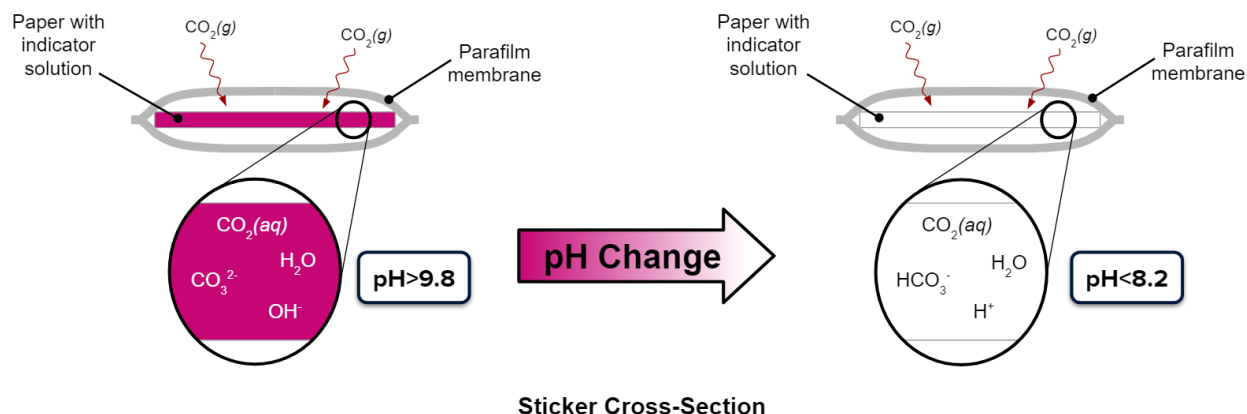 Paper with
indicator
solution
CO₂(g)
CO₂(g)
Parafilm
membrane
CO₂(aq)
H₂O
CO₃²⁻
OH⁻
pH>9.8
pH Change
Paper with
indicator
solution
CO₂(g)
CO₂(g)
Parafilm
membrane
CO₂(aq)
H₂O
HCO₃⁻
H⁺
pH<8.2
Sticker Cross-Section